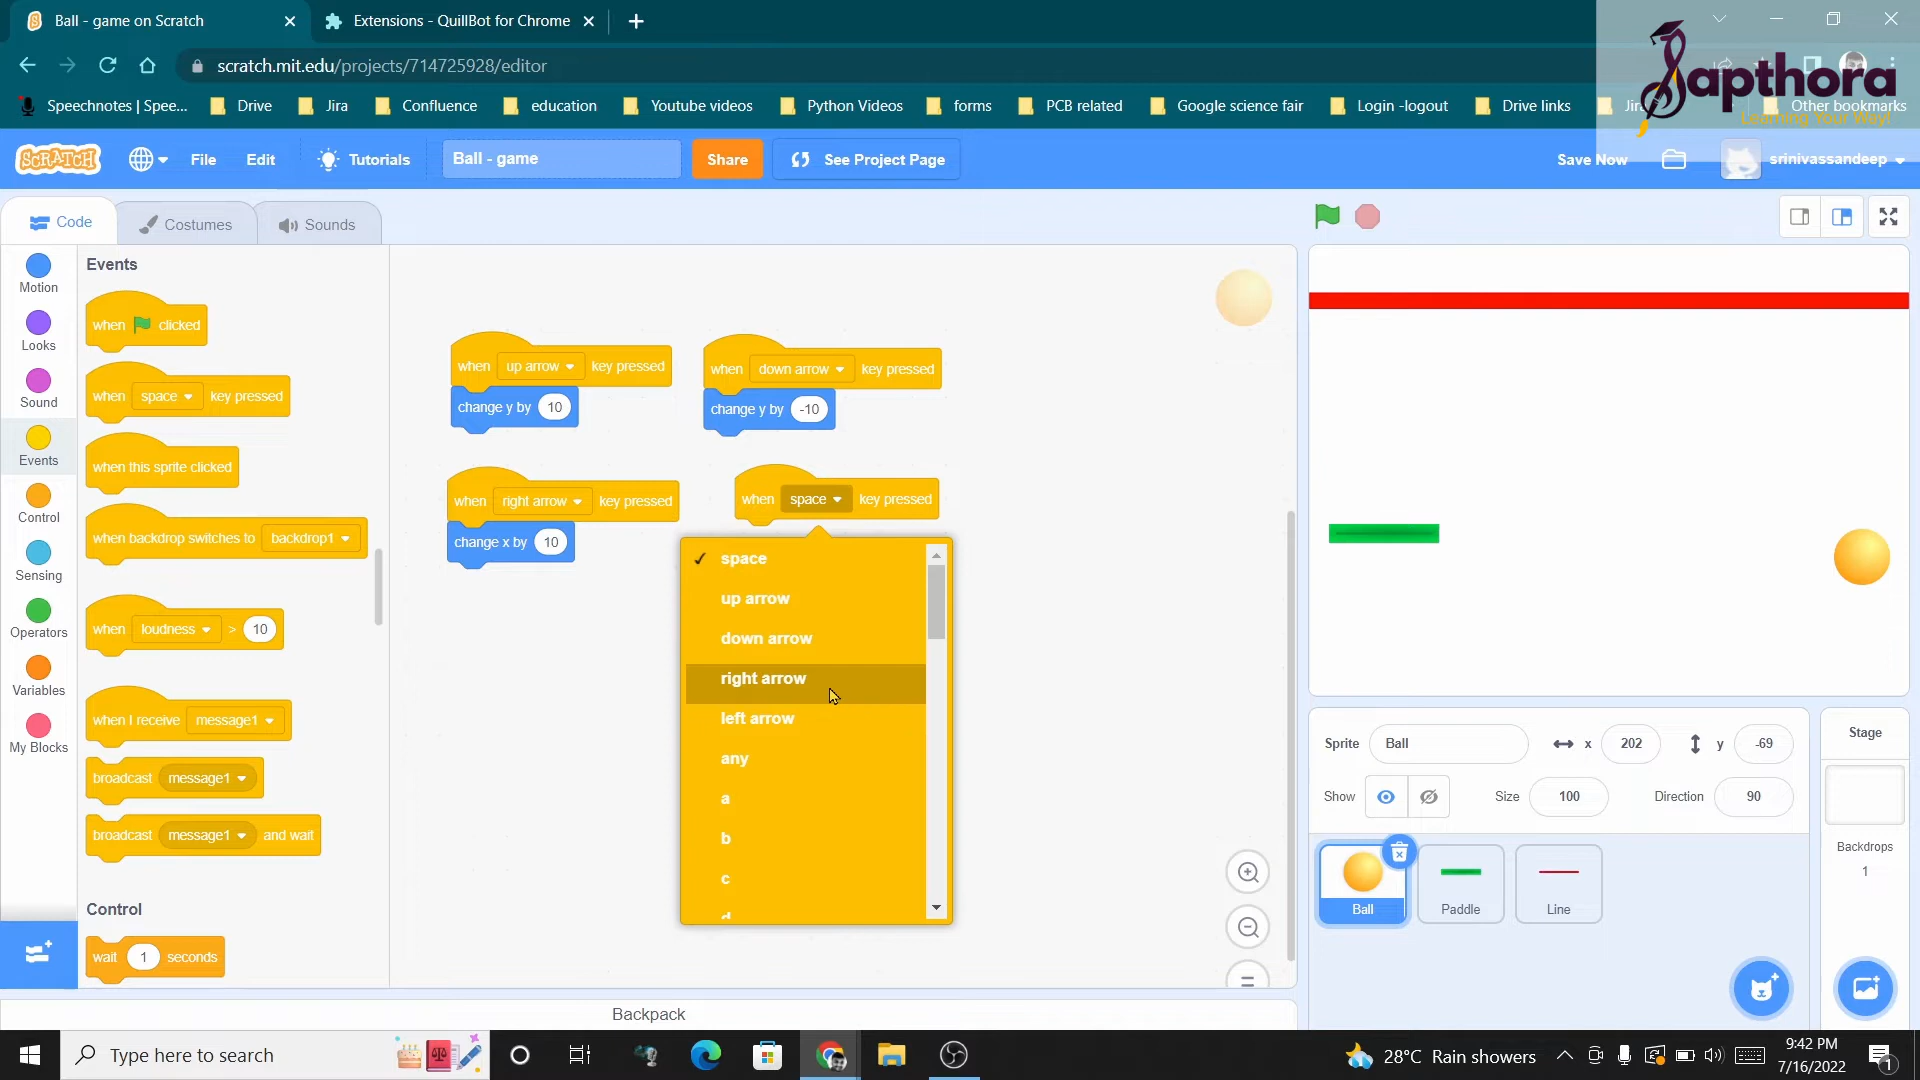 Ball - game on Scratch
Extensions - QuillBot for Chrome
scratch.mit.edu/projects/714725928/editor
Sapthora
Learning Your Way!
Speechnotes | Spee...
Drive
Jira
Confluence
education
Youtube videos
Python Videos
forms
PCB related
Google science fair
Login -logout
Drive links
Other bookmarks
SCRATCH
File
Edit
Tutorials
Ball - game
Share
See Project Page
Save Now
srinivassandeep
Code
Costumes
Sounds
Motion
Looks
Sound
Events
Control
Sensing
Operators
Variables
My Blocks
Events
when clicked
when space key pressed
when this sprite clicked
when backdrop switches to backdrop1
when loudness > 10
when I receive message1
broadcast message1
broadcast message1 and wait
Control
wait 1 seconds
when up arrow key pressed
change y by 10
when down arrow key pressed
change y by -10
when right arrow key pressed
change x by 10
when space key pressed
space
up arrow
down arrow
right arrow
left arrow
any
a
b
c
d
Backpack
Sprite Ball x 202 y -69
Show Size 100 Direction 90
Ball
Paddle
Line
Stage
Backdrops
1
Type here to search
28°C Rain showers
9:42 PM
7/16/2022
1